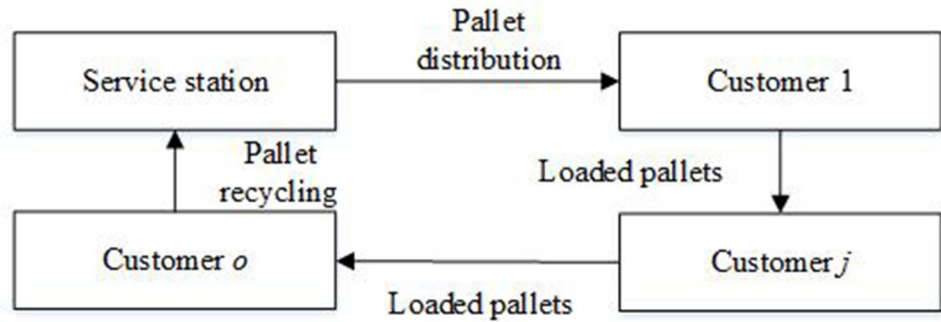 Service station
Pallet
distribution
Customer 1
Loaded pallets
Customer j
Loaded pallets
Customer o
Pallet
recycling